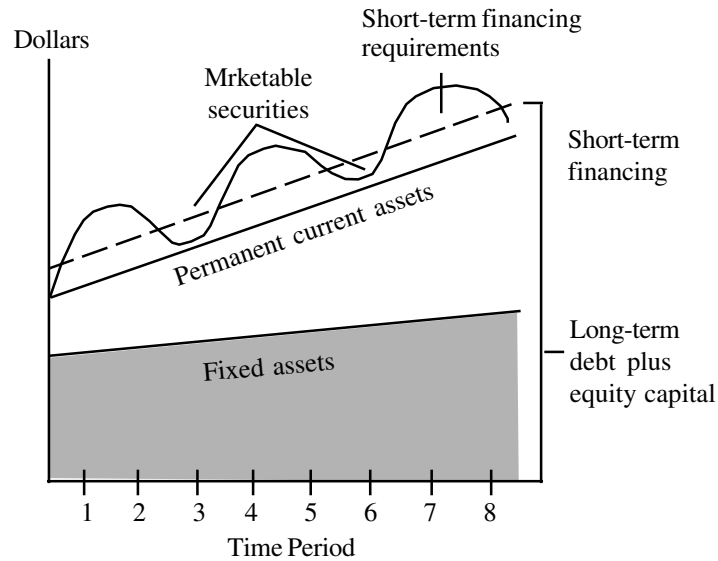 Dollars
Short-term financing
requirements
Mrketable
securities
Short-term
financing
Permanent current assets
Long-term
debt plus
equity capital
Fixed assets
1 2 3 4 5 6 7 8
Time Period